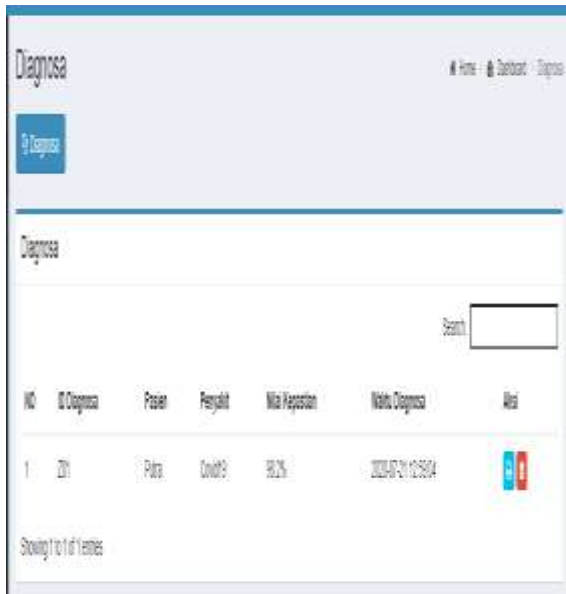 Diagnosa
Home Dashboard Diagnosa
Diagnosa
Diagnosa
Search:
NO ID Diagnosa Pasien Penyakit Nilai Kepastian Waktu Diagnosa Aksi
1 Putra Covid19
Showing 1 to 1 of 1 entries